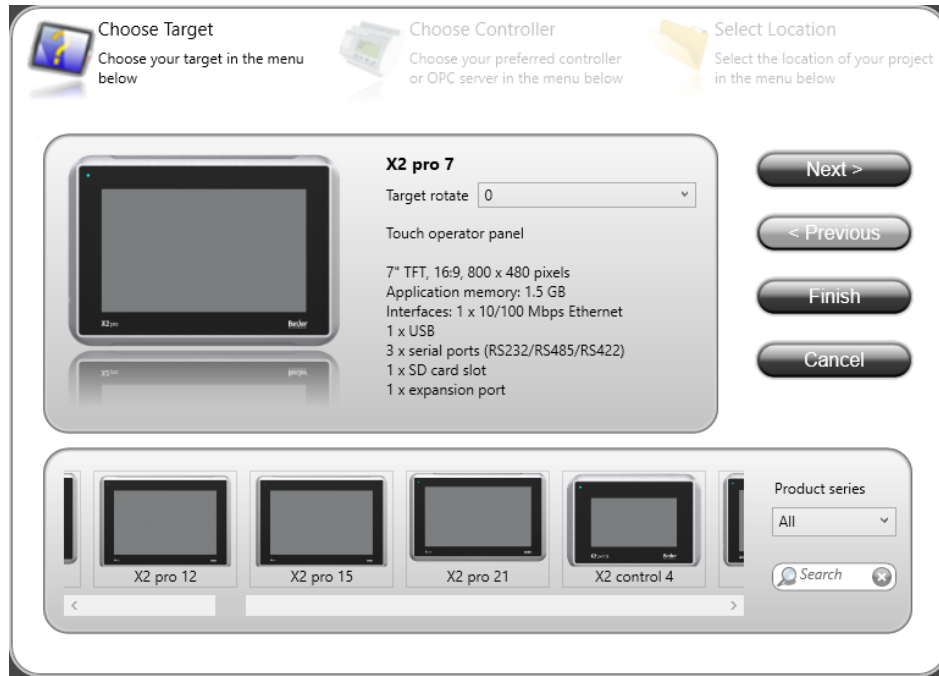 Choose Target
Choose your target in the menu
below
Choose Controller
Choose your preferred controller
or OPC server in the menu below
Select Location
Select the location of your project
in the menu below
X2 pro 7
Target rotate 0
Touch operator panel
7" TFT, 16:9, 800 x 480 pixels
Application memory: 1.5 GB
Interfaces: 1 x 10/100 Mbps Ethernet
1 x USB
3 x serial ports (RS232/RS485/RS422)
1 x SD card slot
1 x expansion port
X2 pro
Beijer
Next >
< Previous
Finish
Cancel
X2 pro 12
X2 pro 15
X2 pro 21
X2 control 4
Product series
All
Search